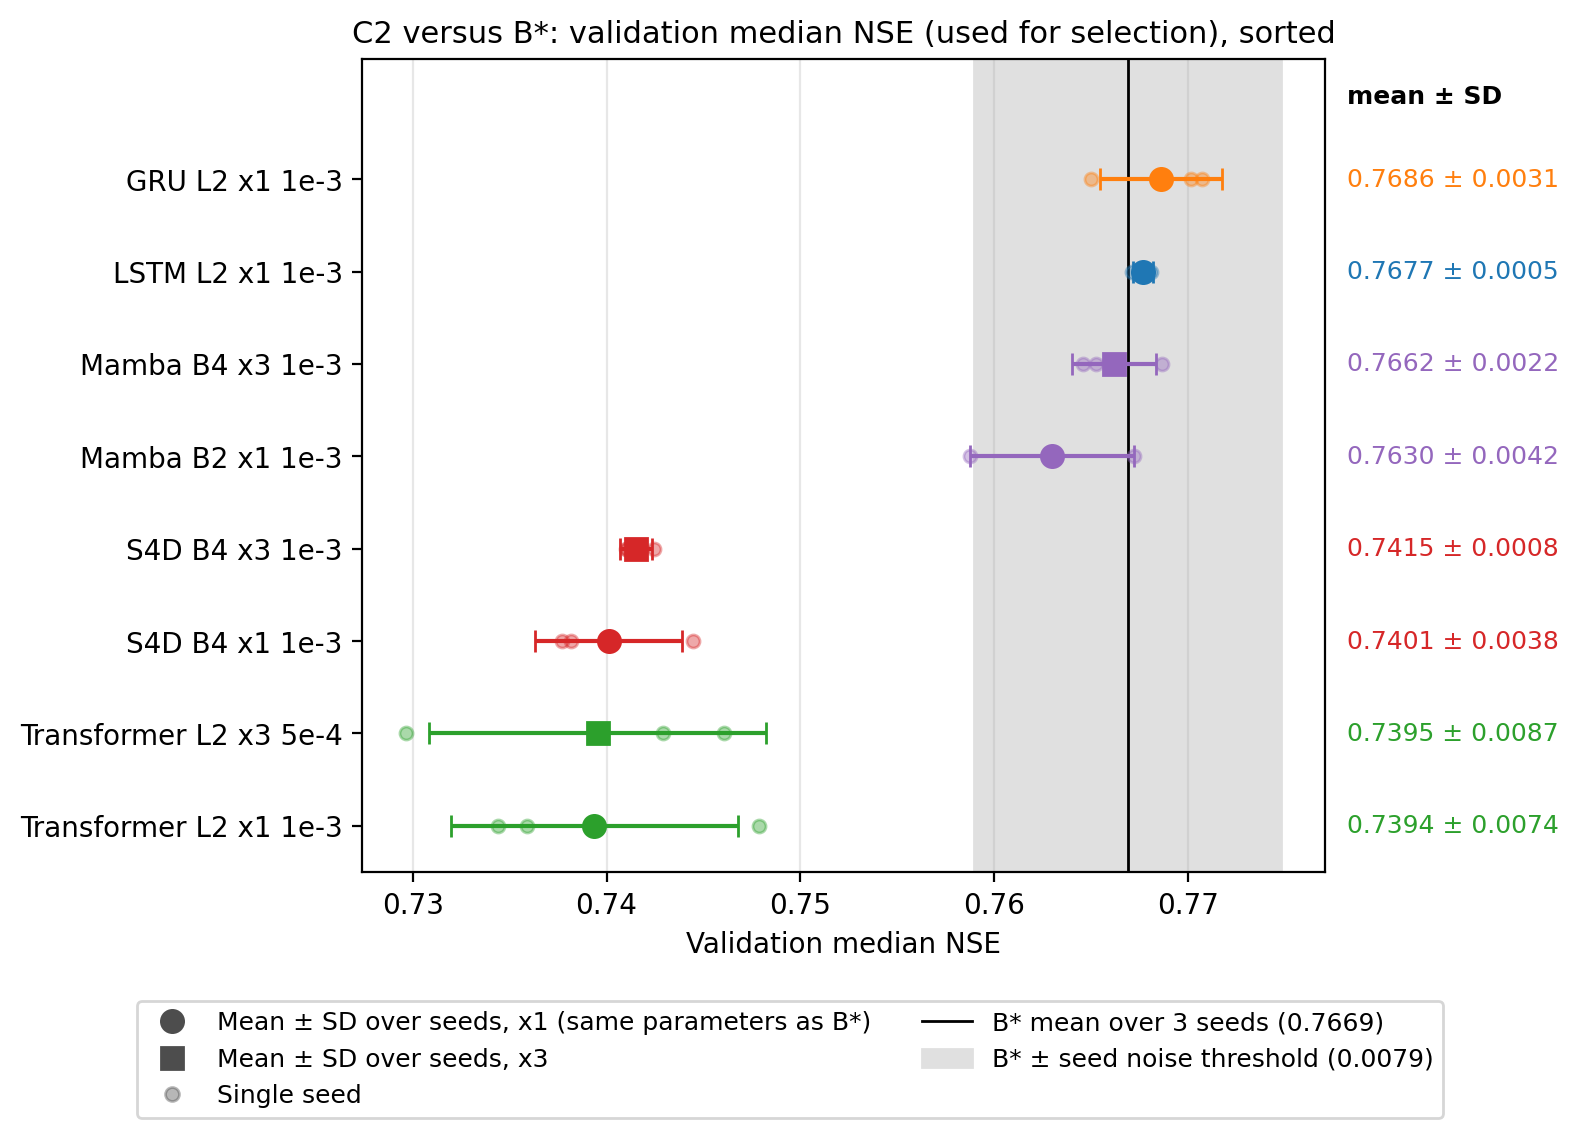 C2 versus B*: validation median NSE (used for selection), sorted
mean ± SD
GRU L2 x1 1e-3
0.7686 ± 0.0031
LSTM L2 x1 1e-3
0.7677 ± 0.0005
Mamba B4 x3 1e-3
0.7662 ± 0.0022
Mamba B2 x1 1e-3
0.7630 ± 0.0042
S4D B4 x3 1e-3
0.7415 ± 0.0008
S4D B4 x1 1e-3
0.7401 ± 0.0038
Transformer L2 x3 5e-4
0.7395 ± 0.0087
Transformer L2 x1 1e-3
0.7394 ± 0.0074
0.73 0.74 0.75 0.76 0.77
Validation median NSE
Mean ± SD over seeds, x1 (same parameters as B*)
Mean ± SD over seeds, x3
Single seed
B* mean over 3 seeds (0.7669)
B* ± seed noise threshold (0.0079)